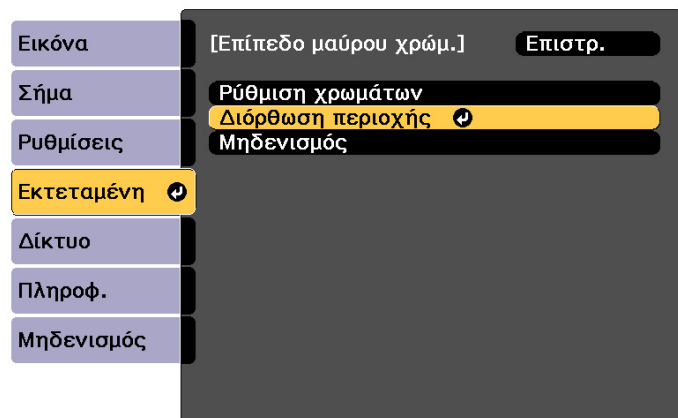 Εικόνα
Σήμα
Ρυθμίσεις
Εκτεταμένη
Δίκτυο
Πληροφ.
Μηδενισμός
[Επίπεδο μαύρου χρώμ.] Επιστρ.
Ρύθμιση χρωμάτων
Διόρθωση περιοχής
Μηδενισμός